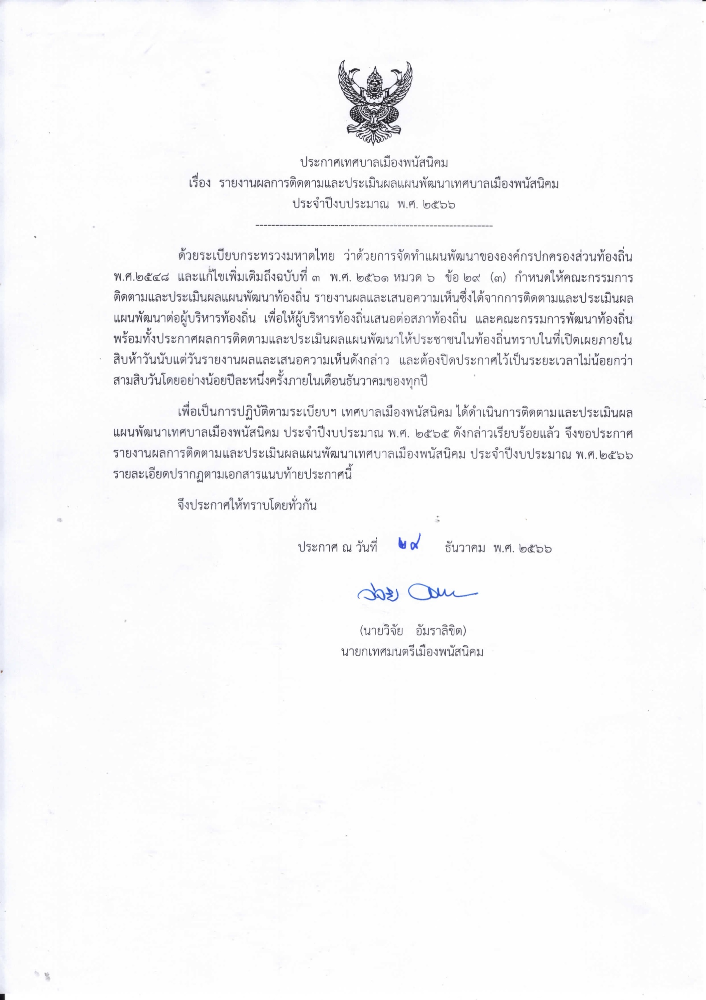 ประกาศเทศบาลเมืองพนัสนิคม
เรื่อง รายงานผลการติดตามและประเมินผลแผนพัฒนาเทศบาลเมืองพนัสนิคม
ประจำปีงบประมาณ พ.ศ. ๒๕๖๖
------------------------------------------------------------
ด้วยระเบียบกระทรวงมหาดไทย ว่าด้วยการจัดทำแผนพัฒนาขององค์กรปกครองส่วนท้องถิ่น
พ.ศ.๒๕๔๘ และแก้ไขเพิ่มเติมถึงฉบับที่ ๓ พ.ศ. ๒๕๖๑ หมวด ๖ ข้อ ๒๙ (๓) กำหนดให้คณะกรรมการ
ติดตามและประเมินผลแผนพัฒนาท้องถิ่น รายงานผลและเสนอความเห็นซึ่งได้จากการติดตามและประเมินผล
แผนพัฒนาต่อผู้บริหารท้องถิ่น เพื่อให้ผู้บริหารท้องถิ่นเสนอต่อสภาท้องถิ่น และคณะกรรมการพัฒนาท้องถิ่น
พร้อมทั้งประกาศผลการติดตามและประเมินผลแผนพัฒนาให้ประชาชนในท้องถิ่นทราบในที่เปิดเผยภายใน
สิบห้าวันนับแต่วันรายงานผลและเสนอความเห็นดังกล่าว และต้องปิดประกาศไว้เป็นระยะเวลาไม่น้อยกว่า
สามสิบวันโดยอย่างน้อยปีละหนึ่งครั้งภายในเดือนธันวาคมของทุกปี
เพื่อเป็นการปฏิบัติตามระเบียบฯ เทศบาลเมืองพนัสนิคม ได้ดำเนินการติดตามและประเมินผล
แผนพัฒนาเทศบาลเมืองพนัสนิคม ประจำปีงบประมาณ พ.ศ. ๒๕๖๕ ดังกล่าวเรียบร้อยแล้ว จึงขอประกาศ
รายงานผลการติดตามและประเมินผลแผนพัฒนาเทศบาลเมืองพนัสนิคม ประจำปีงบประมาณ พ.ศ.๒๕๖๖
รายละเอียดปรากฏตามเอกสารแนบท้ายประกาศนี้
จึงประกาศให้ทราบโดยทั่วกัน
ประกาศ ณ วันที่ ๒๙ ธันวาคม พ.ศ. ๒๕๖๖
(นายวิจัย อัมราลิขิต)
นายกเทศมนตรีเมืองพนัสนิคม